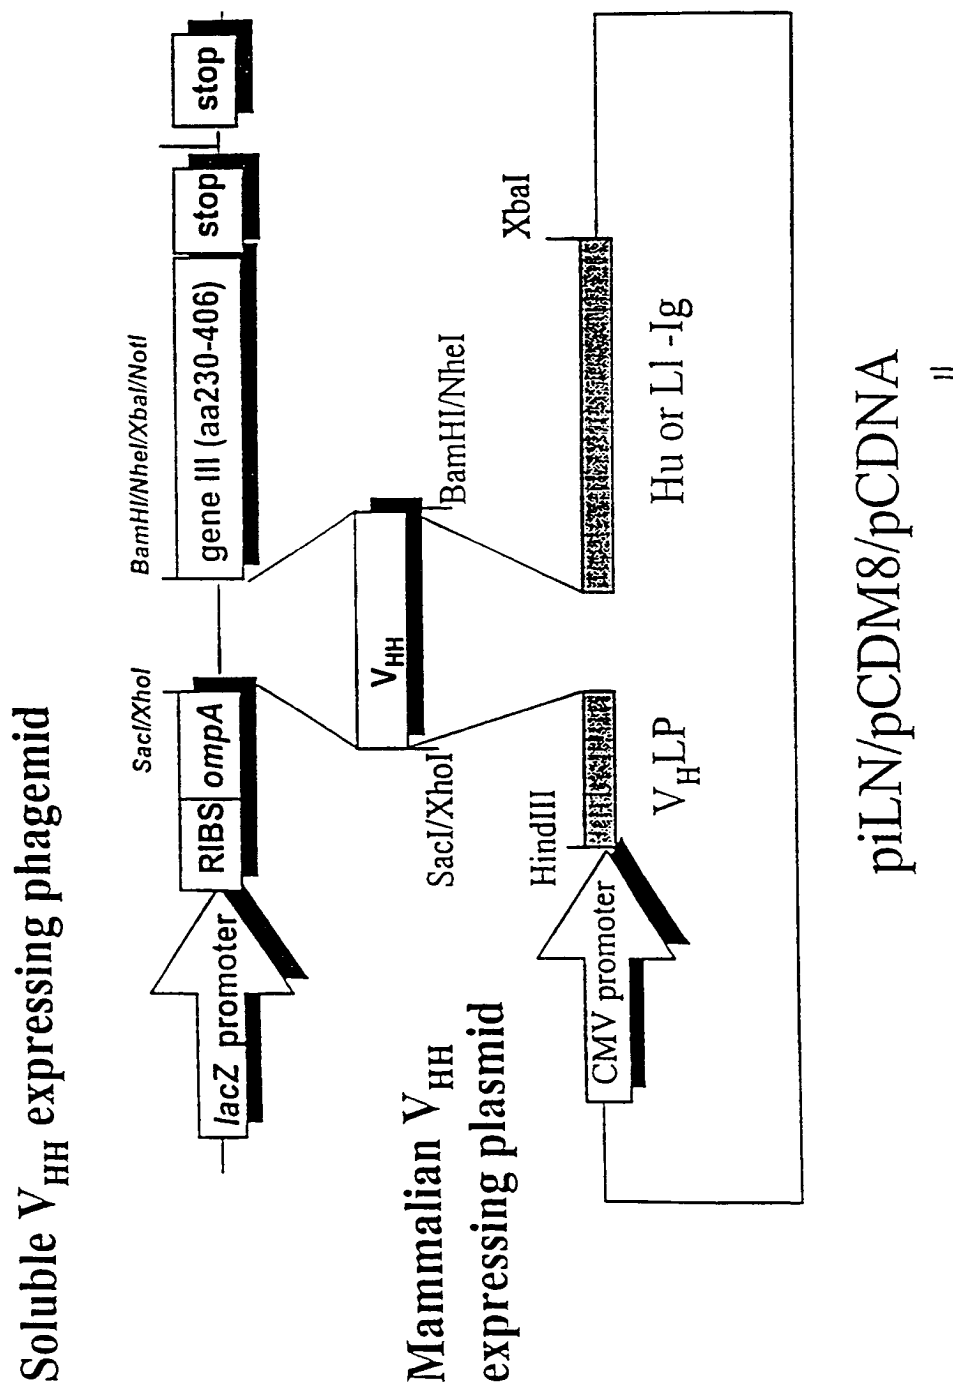 Soluble VHH expressing phagemid
SacI/XhoI
BamHI/NheI/XbaI/NotI
lacZ promoter
RIBS
ompA
gene III (aa230-406)
stop
stop
VHH
SacI/XhoI
BamHI/NheI
Mammalian VHH
expressing plasmid
HindIII
XbaI
CMV promoter
VHLP
Hu or Ll -Ig
piLN/pCDM8/pCDNA